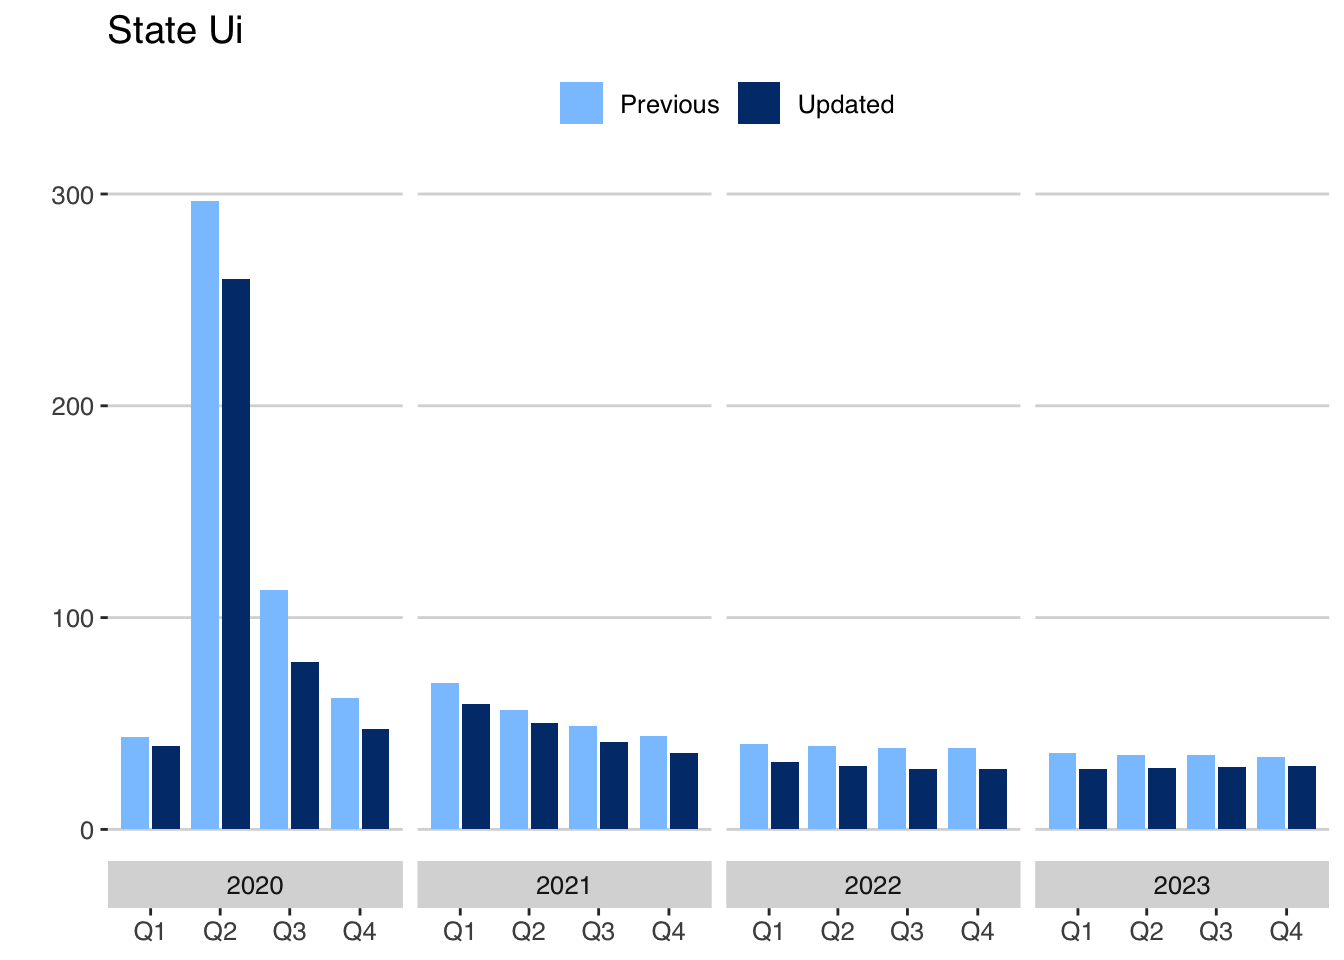 State Ui
Previous Updated
300
200
100
0
2020 2021 2022 2023
Q1 Q2 Q3 Q4 Q1 Q2 Q3 Q4 Q1 Q2 Q3 Q4 Q1 Q2 Q3 Q4